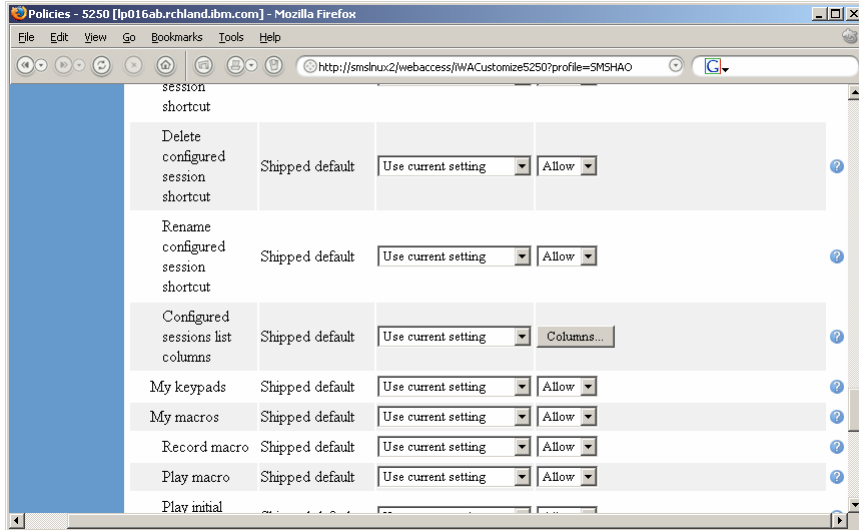 Policies - 5250 [lp016ab.rchland.ibm.com] - Mozilla Firefox
File Edit View Go Bookmarks Tools Help
http://smslnux2/webaccess/iWACustomize5250?profile=SMSHAO
G
session
shortcut
Delete
configured
session
shortcut
Shipped default
Use current setting
Allow
?
Rename
configured
session
shortcut
Shipped default
Use current setting
Allow
?
Configured
sessions list
columns
Shipped default
Use current setting
Columns...
?
My keypads
Shipped default
Use current setting
Allow
?
My macros
Shipped default
Use current setting
Allow
?
Record macro
Shipped default
Use current setting
Allow
?
Play macro
Shipped default
Use current setting
Allow
?
Play initial